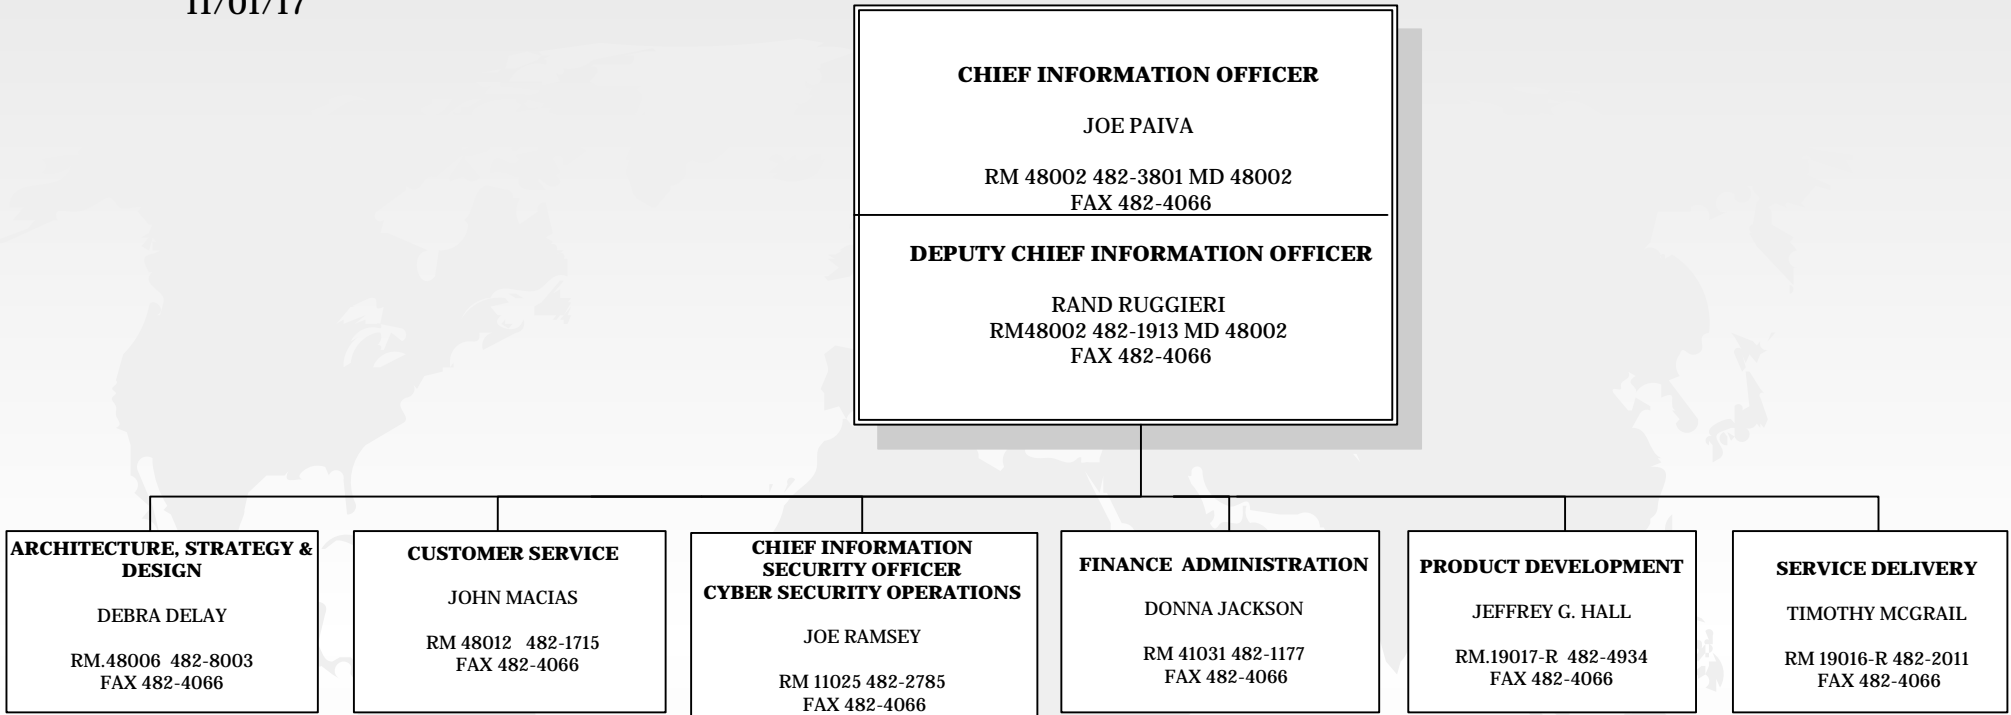 11/01/17
CHIEF INFORMATION OFFICER
JOE PAIVA
RM 48002 482-3801 MD 48002
FAX 482-4066
DEPUTY CHIEF INFORMATION OFFICER
RAND RUGGIERI
RM48002 482-1913 MD 48002
FAX 482-4066
ARCHITECTURE, STRATEGY &
DESIGN
DEBRA DELAY
RM.48006 482-8003
FAX 482-4066
CUSTOMER SERVICE
JOHN MACIAS
RM 48012 482-1715
FAX 482-4066
CHIEF INFORMATION
SECURITY OFFICER
CYBER SECURITY OPERATIONS
JOE RAMSEY
RM 11025 482-2785
FAX 482-4066
FINANCE ADMINISTRATION
DONNA JACKSON
RM 41031 482-1177
FAX 482-4066
PRODUCT DEVELOPMENT
JEFFREY G. HALL
RM.19017-R 482-4934
FAX 482-4066
SERVICE DELIVERY
TIMOTHY MCGRAIL
RM 19016-R 482-2011
FAX 482-4066